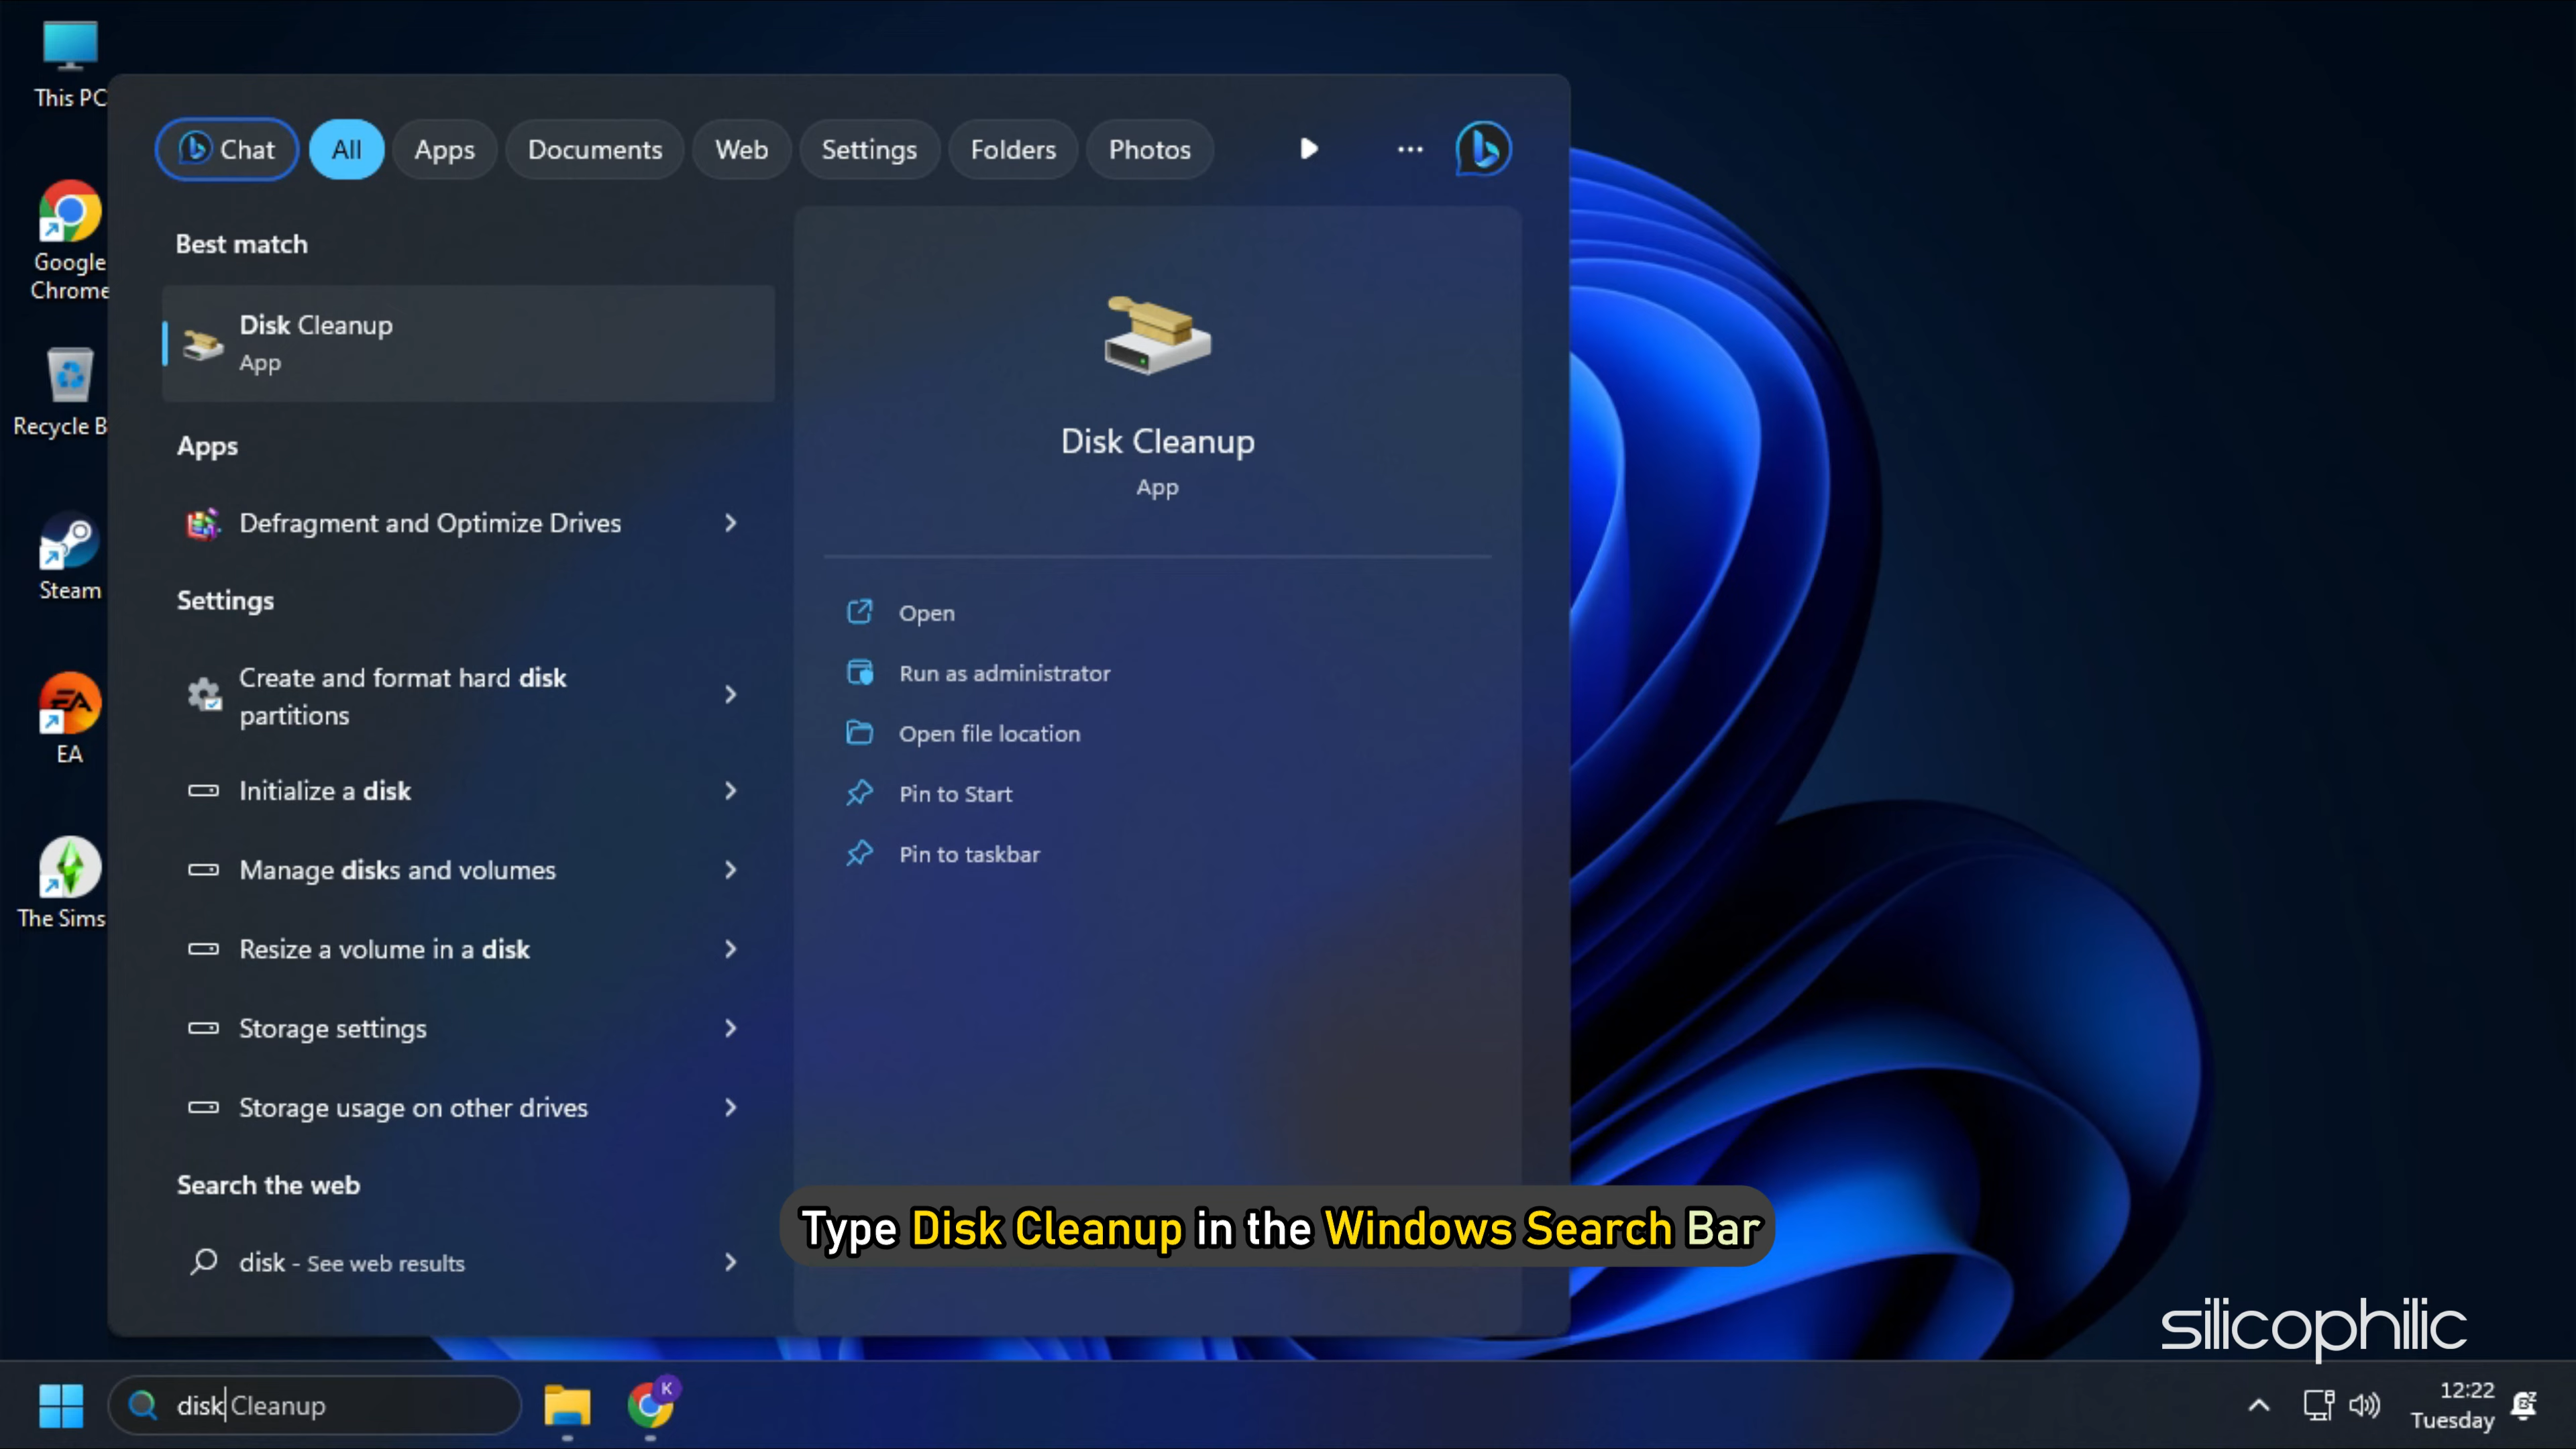 This PC
Google
Chrome
Recycle B
Steam
EA
The Sims
Chat
All
Apps
Documents
Web
Settings
Folders
Photos
Best match
Disk Cleanup
App
Apps
Defragment and Optimize Drives
Settings
Create and format hard disk
partitions
Initialize a disk
Manage disks and volumes
Resize a volume in a disk
Storage settings
Storage usage on other drives
Search the web
disk - See web results
Disk Cleanup
App
Open
Run as administrator
Open file location
Pin to Start
Pin to taskbar
Type Disk Cleanup in the Windows Search Bar
silicophilic
disk Cleanup
K
12:22
Tuesday